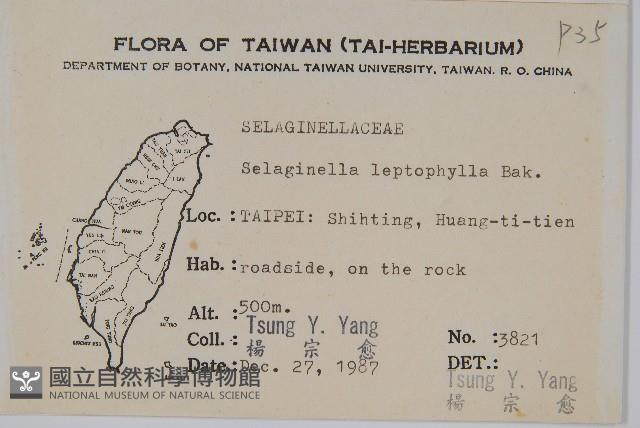 P35
FLORA OF TAIWAN (TAI-HERBARIUM)
DEPARTMENT OF BOTANY, NATIONAL TAIWAN UNIVERSITY, TAIWAN. R. O. CHINA
SELAGINELLACEAE
Selaginella leptophylla Bak.
Loc. : TAIPEI: Shihting, Huang-ti-tien
Hab. : roadside, on the rock
Alt. : 500m.
Coll. : Tsung Y. Yang
楊 宗 愈
No. : 3821
Date : Dec. 27, 1987
DET. :
Tsung Y. Yang
楊 宗 愈
國立自然科學博物館
NATIONAL MUSEUM OF NATURAL SCIENCE